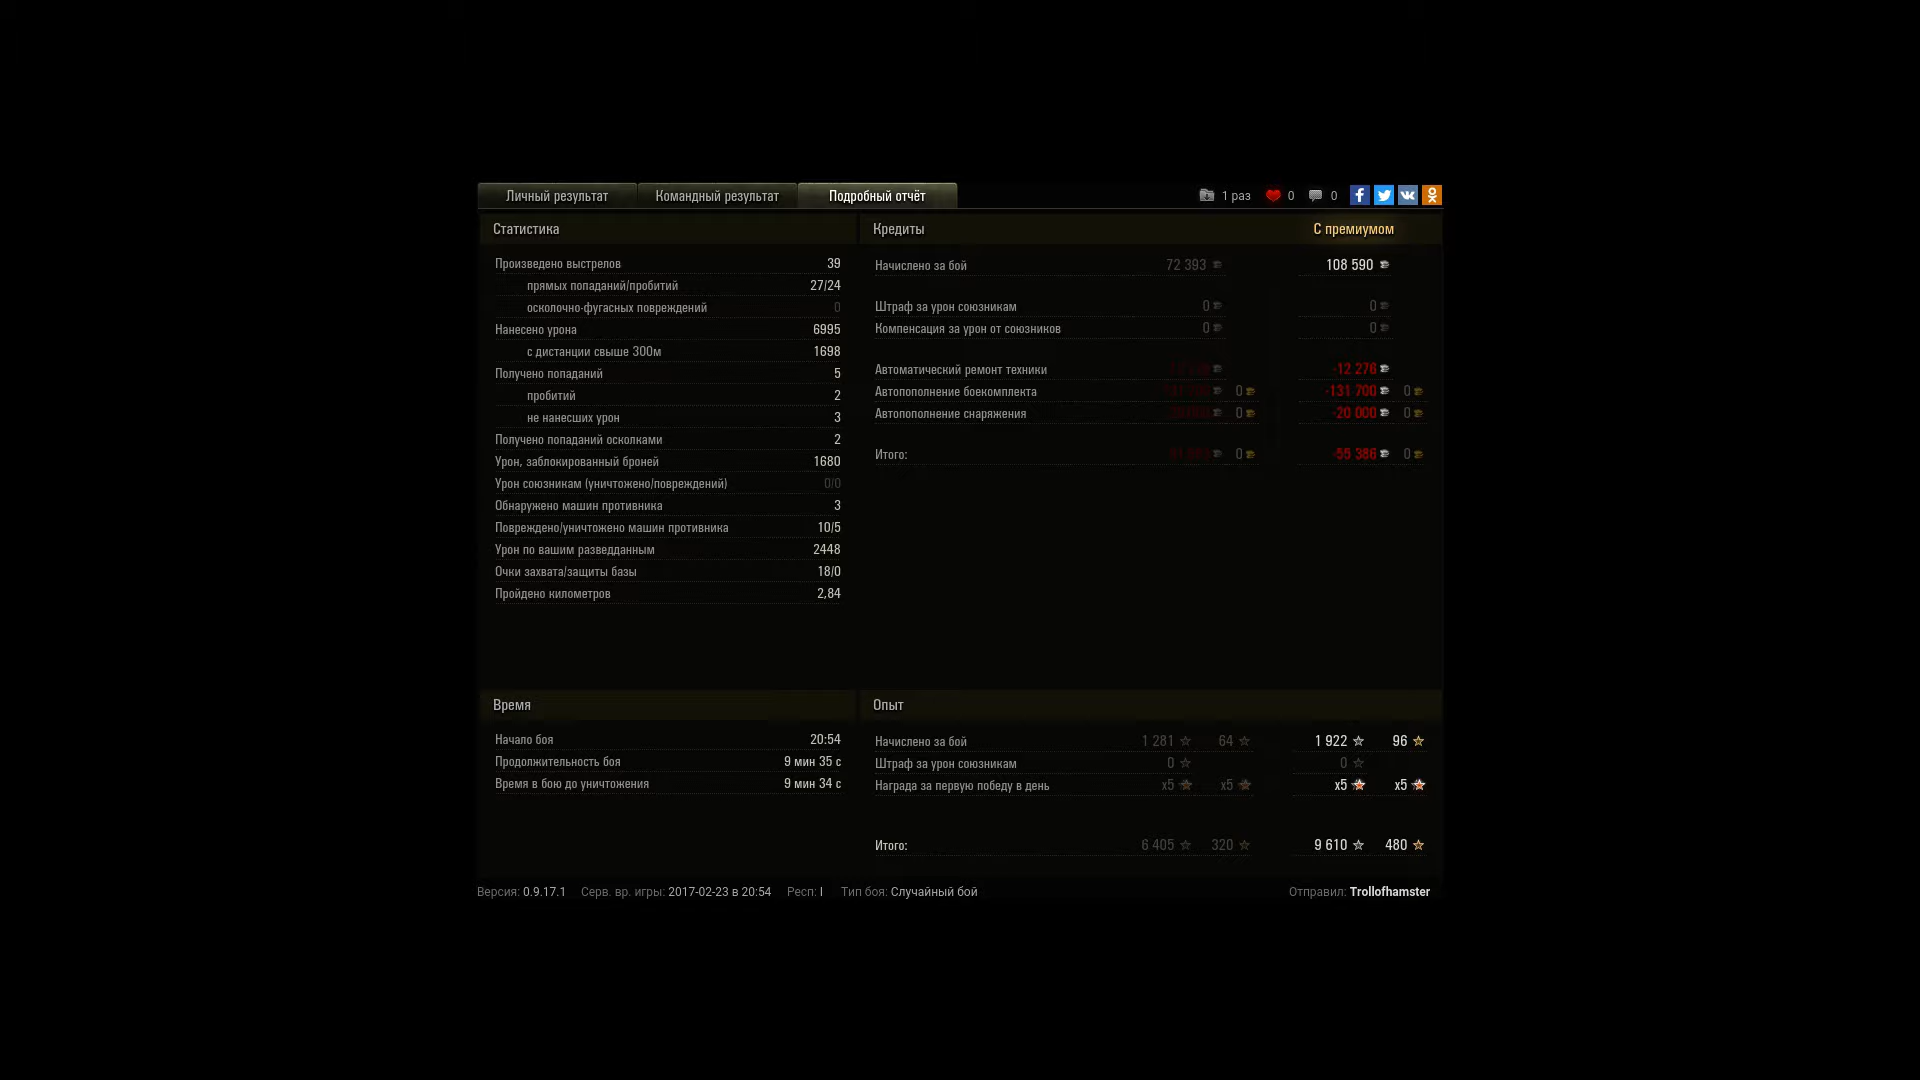 Личный результат Командный результат Подробный отчёт 1 раз 0 0
Статистика
Произведено выстрелов 39
прямых попаданий/пробитий 27/24
осколочно-фугасных повреждений 0
Нанесено урона 6995
с дистанции свыше 300м 1698
Получено попаданий 5
пробитий 2
не нанесших урон 3
Получено попаданий осколками 2
Урон, заблокированный броней 1680
Урон союзникам (уничтожено/повреждений) 0/0
Обнаружено машин противника 3
Повреждено/уничтожено машин противника 10/5
Урон по вашим разведданным 2448
Очки захвата/защиты базы 18/0
Пройдено километров 2,84
Кредиты С премиумом
Начислено за бой 72 393 108 590
Штраф за урон союзникам 0 0
Компенсация за урон от союзников 0 0
Автоматический ремонт техники -12 276
Автопополнение боекомплекта 0 -131 700 0
Автопополнение снаряжения 0 -20 000 0
Итого: 0 -55 386 0
Время
Начало боя 20:54
Продолжительность боя 9 мин 35 с
Время в бою до уничтожения 9 мин 34 с
Опыт
Начислено за бой 1 281 64 1 922 96
Штраф за урон союзникам 0 0
Награда за первую победу в день x5 x5 x5 x5
Итого: 6 405 320 9 610 480
Версия: 0.9.17.1 Серв. вр. игры: 2017-02-23 в 20:54 Респ: I Тип боя: Случайный бой Отправил: Trollofhamster